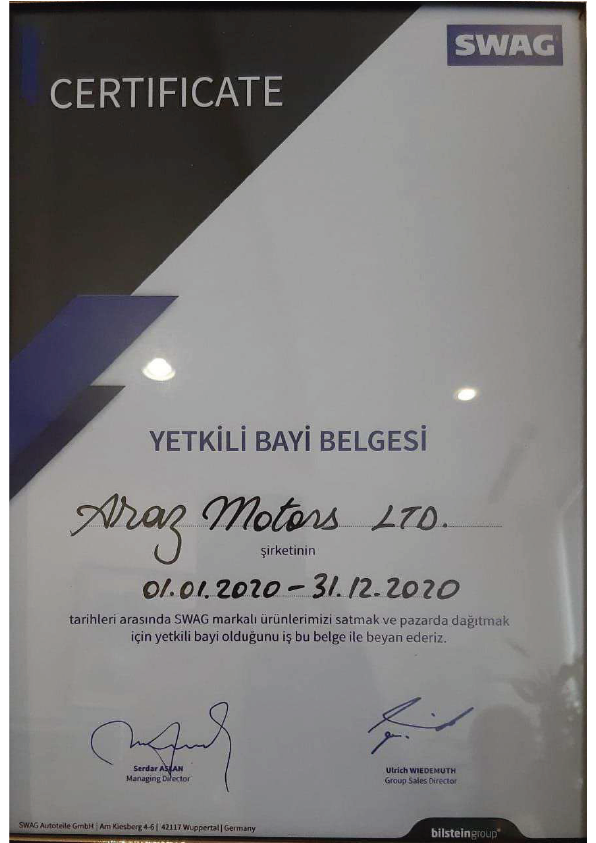 SWAG
CERTIFICATE
YETKİLİ BAYİ BELGESİ
Araz Motors LTD.
şirketinin
01.01.2020 - 31.12.2020
tarihleri arasında SWAG markalı ürünlerimizi satmak ve pazarda dağıtmak
için yetkili bayi olduğunu iş bu belge ile beyan ederiz.
Serdar ASLAN
Managing Director
Ulrich WIEDEMUTH
Group Sales Director
SWAG Autoteile GmbH | Am Kiesberg 4-6 | 42117 Wuppertal | Germany
bilsteingroup